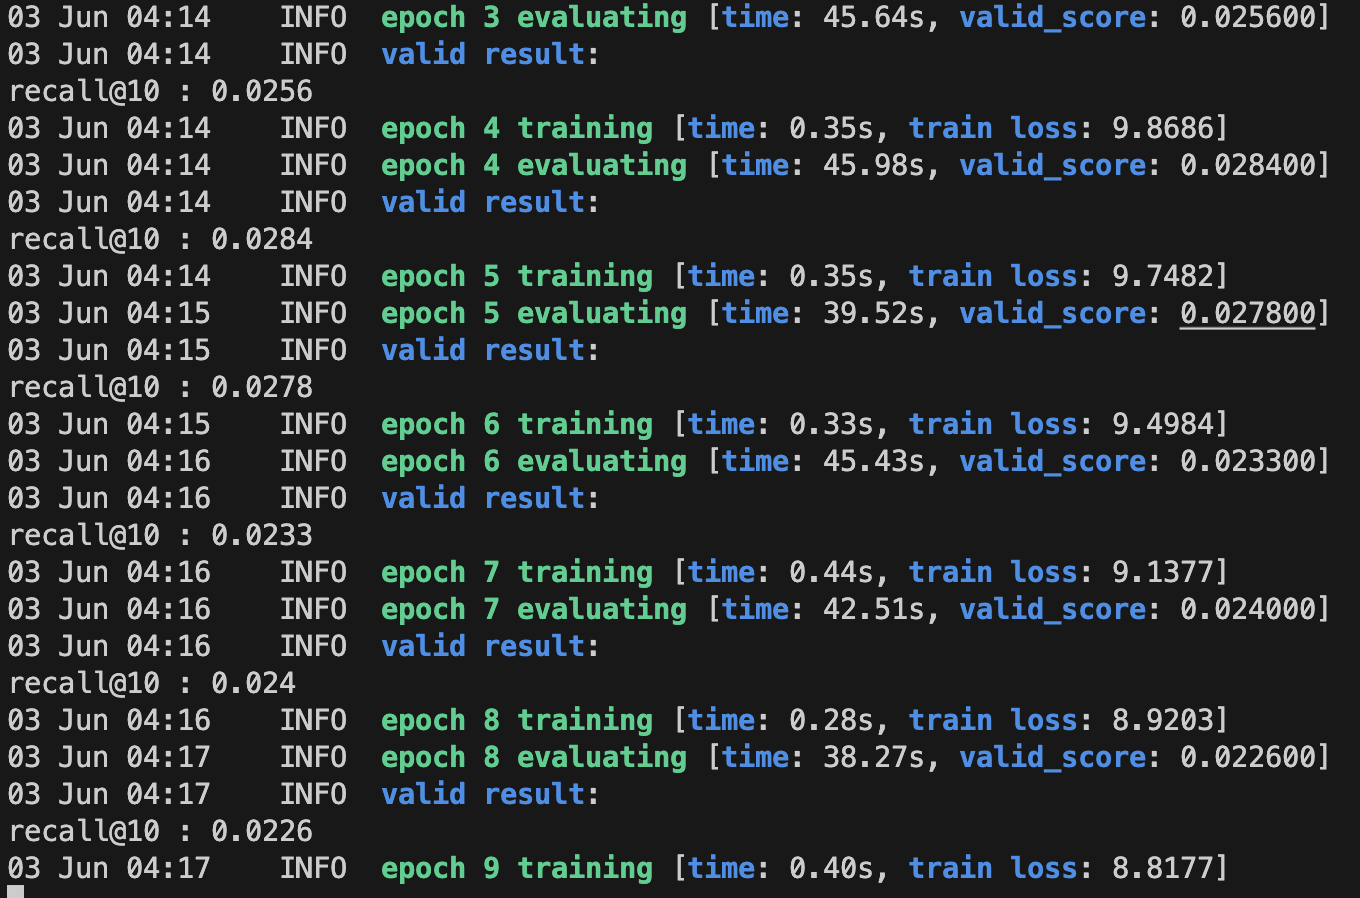 03 Jun 04:14    INFO  epoch 3 evaluating [time: 45.64s, valid_score: 0.025600]
03 Jun 04:14    INFO  valid result:
recall@10 : 0.0256
03 Jun 04:14    INFO  epoch 4 training [time: 0.35s, train loss: 9.8686]
03 Jun 04:14    INFO  epoch 4 evaluating [time: 45.98s, valid_score: 0.028400]
03 Jun 04:14    INFO  valid result:
recall@10 : 0.0284
03 Jun 04:14    INFO  epoch 5 training [time: 0.35s, train loss: 9.7482]
03 Jun 04:15    INFO  epoch 5 evaluating [time: 39.52s, valid_score: 0.027800]
03 Jun 04:15    INFO  valid result:
recall@10 : 0.0278
03 Jun 04:15    INFO  epoch 6 training [time: 0.33s, train loss: 9.4984]
03 Jun 04:16    INFO  epoch 6 evaluating [time: 45.43s, valid_score: 0.023300]
03 Jun 04:16    INFO  valid result:
recall@10 : 0.0233
03 Jun 04:16    INFO  epoch 7 training [time: 0.44s, train loss: 9.1377]
03 Jun 04:16    INFO  epoch 7 evaluating [time: 42.51s, valid_score: 0.024000]
03 Jun 04:16    INFO  valid result:
recall@10 : 0.024
03 Jun 04:16    INFO  epoch 8 training [time: 0.28s, train loss: 8.9203]
03 Jun 04:17    INFO  epoch 8 evaluating [time: 38.27s, valid_score: 0.022600]
03 Jun 04:17    INFO  valid result:
recall@10 : 0.0226
03 Jun 04:17    INFO  epoch 9 training [time: 0.40s, train loss: 8.8177]